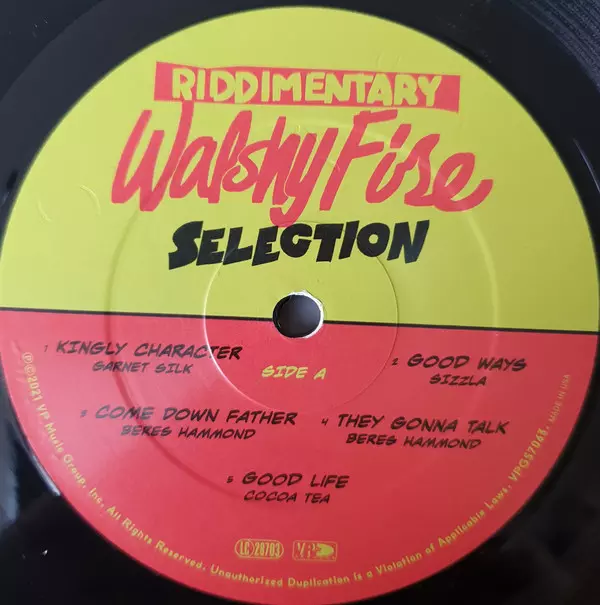 RIDDIMENTARY
Walshy Fire
SELECTION
1 KINGLY CHARACTER
GARNET SILK
SIDE A
2 GOOD WAYS
SIZZLA
3 COME DOWN FATHER
BERES HAMMOND
4 THEY GONNA TALK
BERES HAMMOND
5 GOOD LIFE
COCOA TEA
LC 28703
VP
℗©2021 VP Music Group, Inc. All Rights Reserved. Unauthorized Duplication is a Violation of Applicable Laws. VPGS7068. MADE IN USA